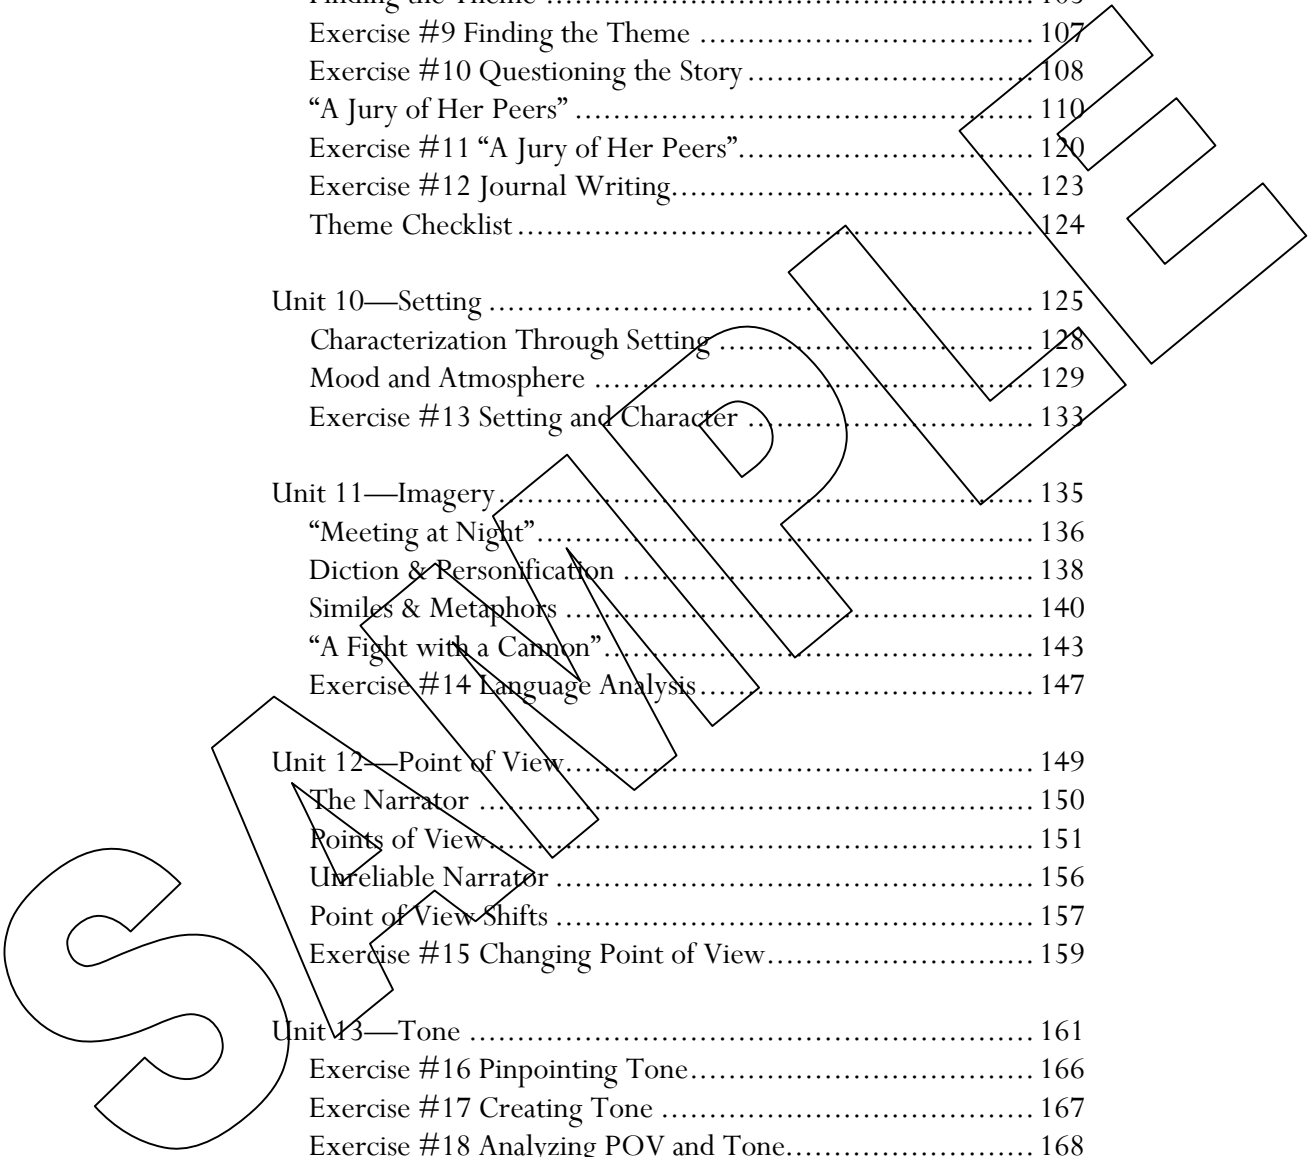 Finding the Theme ........................................................ 105
Exercise #9 Finding the Theme ........................................ 107
Exercise #10 Questioning the Story .................................. 108
“A Jury of Her Peers” ...................................................... 110
Exercise #11 “A Jury of Her Peers”................................... 120
Exercise #12 Journal Writing........................................... 123
Theme Checklist ............................................................. 124
Unit 10—Setting ................................................................ 125
Characterization Through Setting ..................................... 128
Mood and Atmosphere .................................................... 129
Exercise #13 Setting and Character .................................. 133
Unit 11—Imagery............................................................... 135
“Meeting at Night”........................................................... 136
Diction & Personification ................................................ 138
Similes & Metaphors ....................................................... 140
“A Fight with a Cannon”................................................... 143
Exercise #14 Language Analysis........................................ 147
Unit 12—Point of View....................................................... 149
The Narrator .................................................................. 150
Points of View................................................................. 151
Unreliable Narrator ......................................................... 156
Point of View Shifts ......................................................... 157
Exercise #15 Changing Point of View................................ 159
Unit 13—Tone ................................................................... 161
Exercise #16 Pinpointing Tone......................................... 166
Exercise #17 Creating Tone ............................................. 167
Exercise #18 Analyzing POV and Tone.............................. 168
SAMPLE